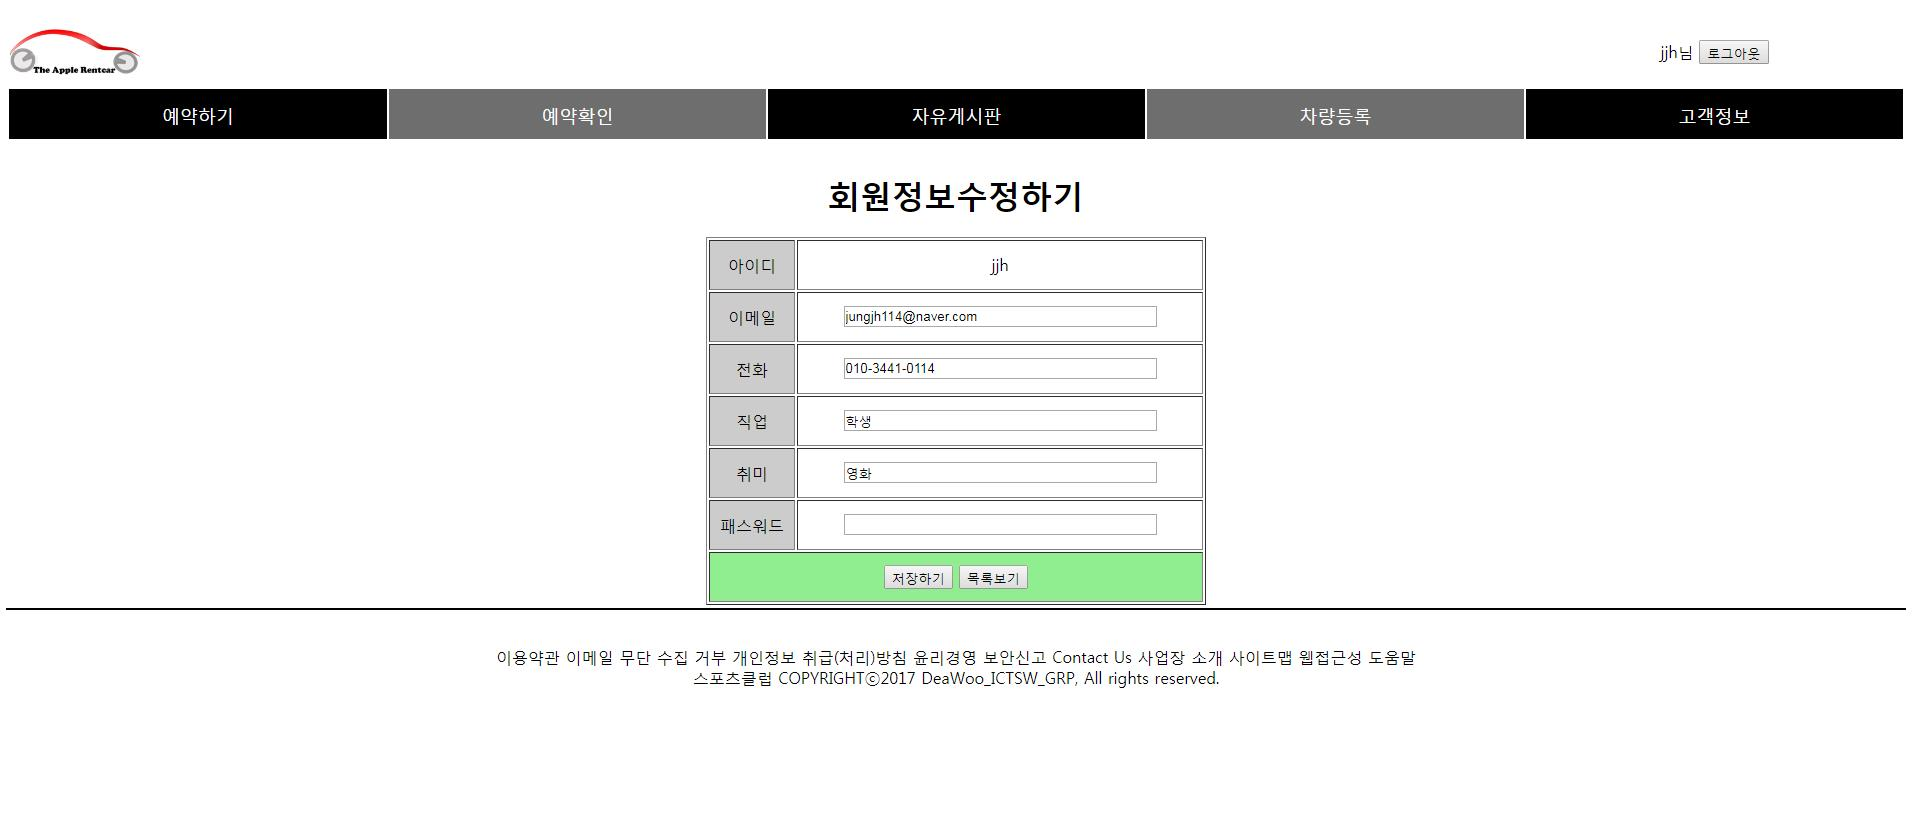 The Apple Rentcar
jjh님 로그아웃
예약하기 예약확인 자유게시판 차량등록 고객정보
회원정보수정하기
아이디 jjh
이메일 jungjh114@naver.com
전화 010-3441-0114
직업 학생
취미 영화
패스워드
저장하기 목록보기
이용약관 이메일 무단 수집 거부 개인정보 취급(처리)방침 윤리경영 보안신고 Contact Us 사업장 소개 사이트맵 웹접근성 도움말
스포츠클럽 COPYRIGHTⓒ2017 DeaWoo_ICTSW_GRP, All rights reserved.